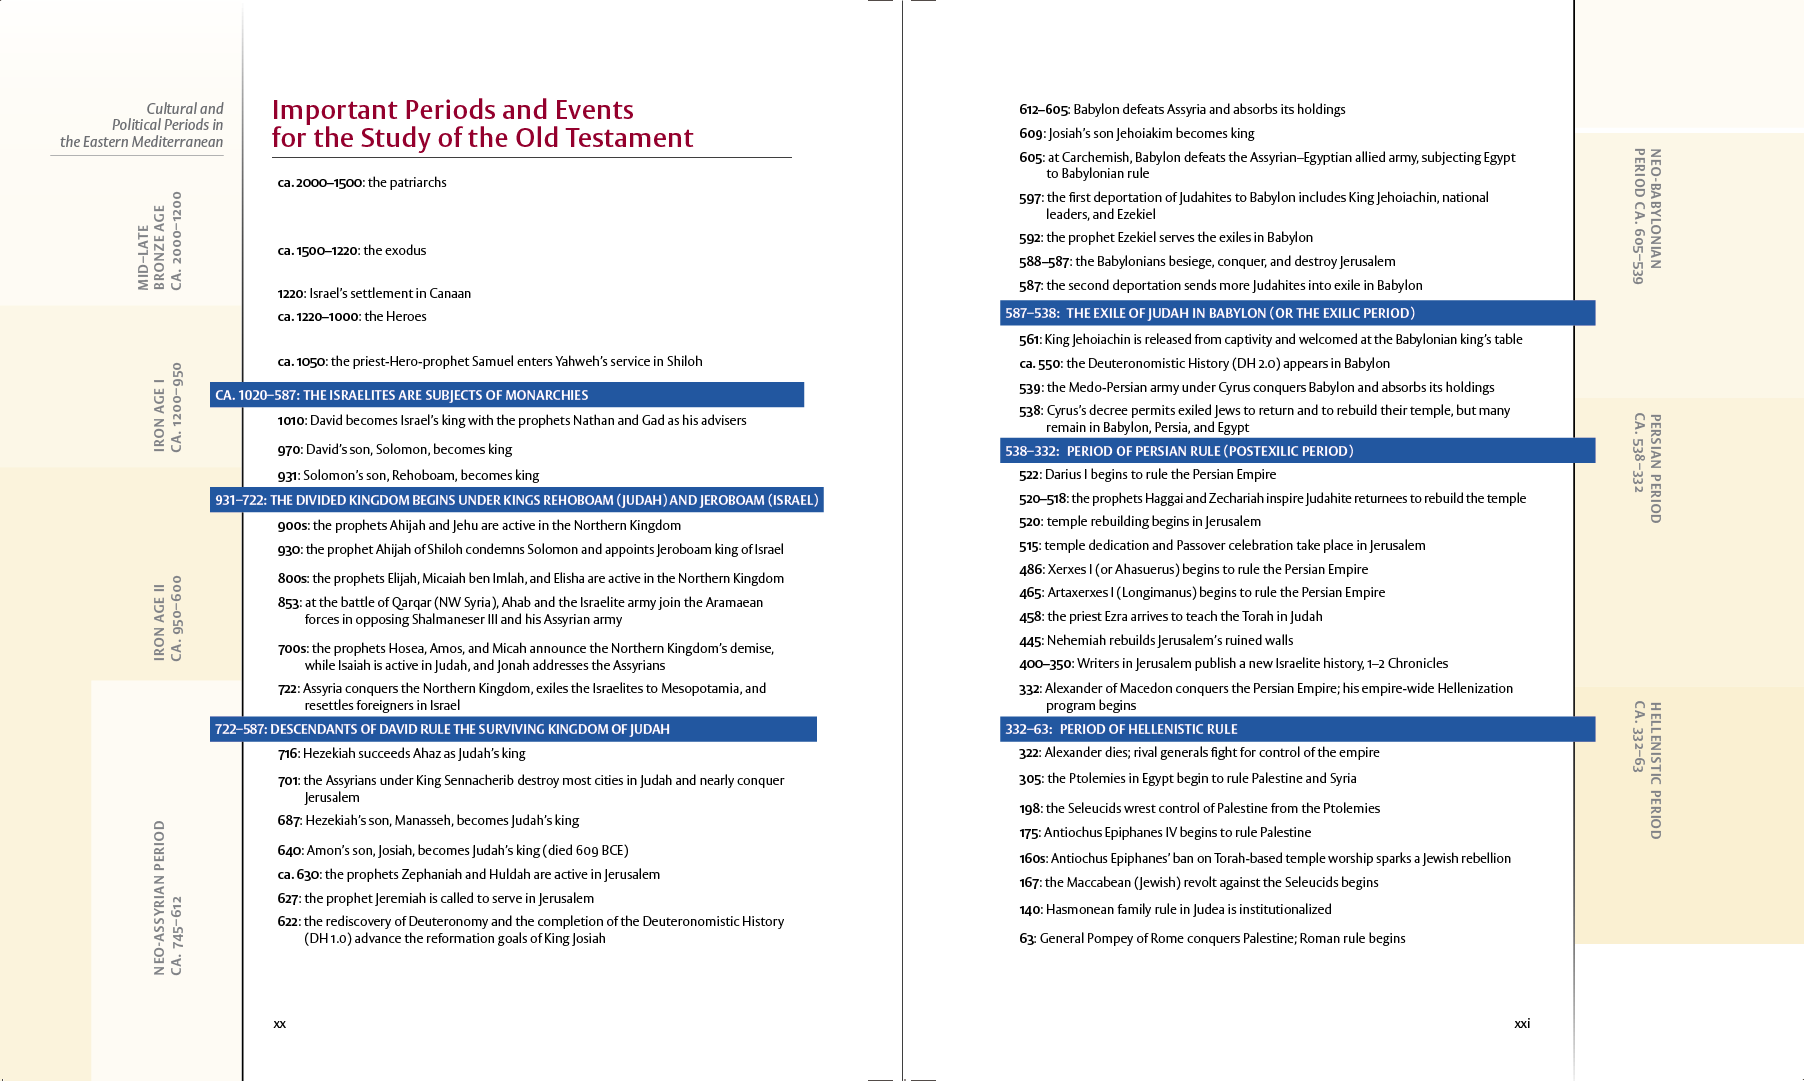 Cultural and
Political Periods in
the Eastern Mediterranean
MID–LATE
BRONZE AGE
CA. 2000–1200
IRON AGE I
CA. 1200–950
IRON AGE II
CA. 950–600
NEO-ASSYRIAN PERIOD
CA. 745–612
Important Periods and Events
for the Study of the Old Testament
ca. 2000–1500: the patriarchs
ca. 1500–1220: the exodus
1220: Israel’s settlement in Canaan
ca. 1220–1000: the Heroes
ca. 1050: the priest-Hero-prophet Samuel enters Yahweh’s service in Shiloh
CA. 1020–587: THE ISRAELITES ARE SUBJECTS OF MONARCHIES
1010: David becomes Israel’s king with the prophets Nathan and Gad as his advisers
970: David’s son, Solomon, becomes king
931: Solomon’s son, Rehoboam, becomes king
931–722: THE DIVIDED KINGDOM BEGINS UNDER KINGS REHOBOAM (JUDAH) AND JEROBOAM (ISRAEL)
900s: the prophets Ahijah and Jehu are active in the Northern Kingdom
930: the prophet Ahijah of Shiloh condemns Solomon and appoints Jeroboam king of Israel
800s: the prophets Elijah, Micaiah ben Imlah, and Elisha are active in the Northern Kingdom
853: at the battle of Qarqar (NW Syria), Ahab and the Israelite army join the Aramaean
forces in opposing Shalmaneser III and his Assyrian army
700s: the prophets Hosea, Amos, and Micah announce the Northern Kingdom’s demise,
while Isaiah is active in Judah, and Jonah addresses the Assyrians
722: Assyria conquers the Northern Kingdom, exiles the Israelites to Mesopotamia, and
resettles foreigners in Israel
722–587: DESCENDANTS OF DAVID RULE THE SURVIVING KINGDOM OF JUDAH
716: Hezekiah succeeds Ahaz as Judah’s king
701: the Assyrians under King Sennacherib destroy most cities in Judah and nearly conquer
Jerusalem
687: Hezekiah’s son, Manasseh, becomes Judah’s king
640: Amon’s son, Josiah, becomes Judah’s king (died 609 BCE)
ca. 630: the prophets Zephaniah and Huldah are active in Jerusalem
627: the prophet Jeremiah is called to serve in Jerusalem
622: the rediscovery of Deuteronomy and the completion of the Deuteronomistic History
(DH 1.0) advance the reformation goals of King Josiah
xx
612–605: Babylon defeats Assyria and absorbs its holdings
609: Josiah’s son Jehoiakim becomes king
605: at Carchemish, Babylon defeats the Assyrian–Egyptian allied army, subjecting Egypt
to Babylonian rule
597: the first deportation of Judahites to Babylon includes King Jehoiachin, national
leaders, and Ezekiel
592: the prophet Ezekiel serves the exiles in Babylon
588–587: the Babylonians besiege, conquer, and destroy Jerusalem
587: the second deportation sends more Judahites into exile in Babylon
587–538: THE EXILE OF JUDAH IN BABYLON (OR THE EXILIC PERIOD)
561: King Jehoiachin is released from captivity and welcomed at the Babylonian king’s table
ca. 550: the Deuteronomistic History (DH 2.0) appears in Babylon
539: the Medo-Persian army under Cyrus conquers Babylon and absorbs its holdings
538: Cyrus’s decree permits exiled Jews to return and to rebuild their temple, but many
remain in Babylon, Persia, and Egypt
538–332: PERIOD OF PERSIAN RULE (POSTEXILIC PERIOD)
522: Darius I begins to rule the Persian Empire
520–518: the prophets Haggai and Zechariah inspire Judahite returnees to rebuild the temple
520: temple rebuilding begins in Jerusalem
515: temple dedication and Passover celebration take place in Jerusalem
486: Xerxes I (or Ahasuerus) begins to rule the Persian Empire
465: Artaxerxes I (Longimanus) begins to rule the Persian Empire
458: the priest Ezra arrives to teach the Torah in Judah
445: Nehemiah rebuilds Jerusalem’s ruined walls
400–350: Writers in Jerusalem publish a new Israelite history, 1–2 Chronicles
332: Alexander of Macedon conquers the Persian Empire; his empire-wide Hellenization
program begins
332–63: PERIOD OF HELLENISTIC RULE
322: Alexander dies; rival generals fight for control of the empire
305: the Ptolemies in Egypt begin to rule Palestine and Syria
198: the Seleucids wrest control of Palestine from the Ptolemies
175: Antiochus Epiphanes IV begins to rule Palestine
160s: Antiochus Epiphanes’ ban on Torah-based temple worship sparks a Jewish rebellion
167: the Maccabean (Jewish) revolt against the Seleucids begins
140: Hasmonean family rule in Judea is institutionalized
63: General Pompey of Rome conquers Palestine; Roman rule begins
xxi
NEO-BABYLONIAN
PERIOD CA. 605–539
PERSIAN PERIOD
CA. 538–332
HELLENISTIC PERIOD
CA. 332–63